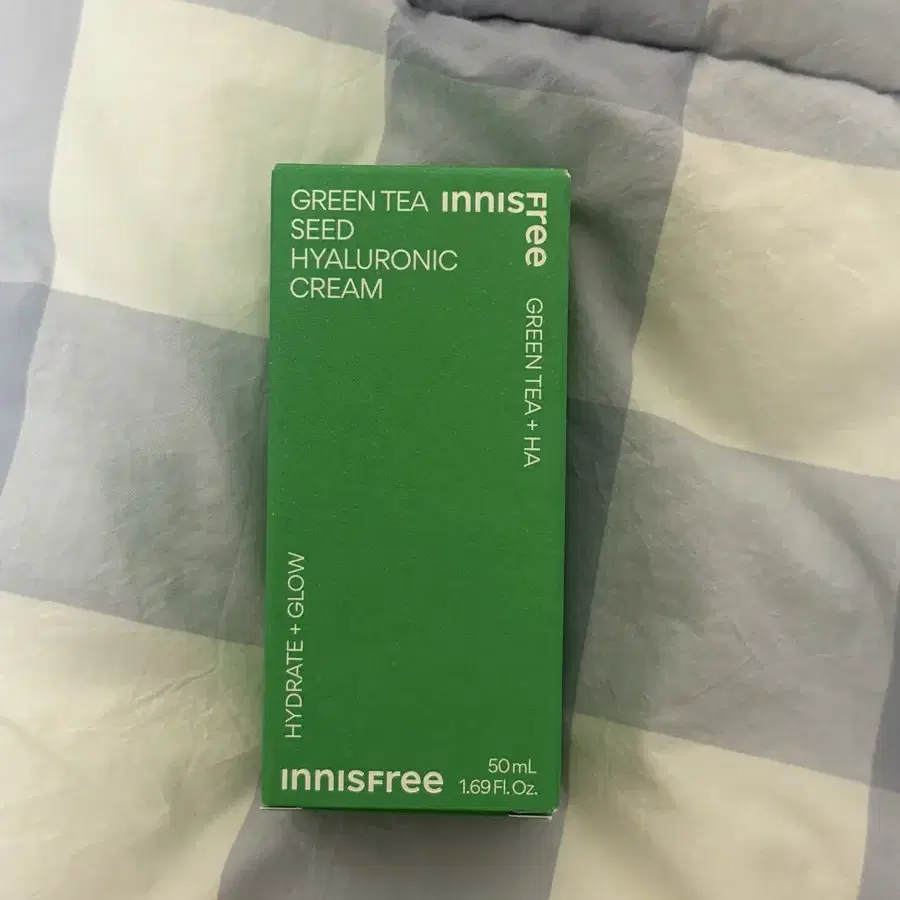 GREEN TEA
SEED
HYALURONIC
CREAM
innisFree
GREEN TEA + HA
HYDRATE + GLOW
innisFree
50 mL
1.69 Fl. Oz.